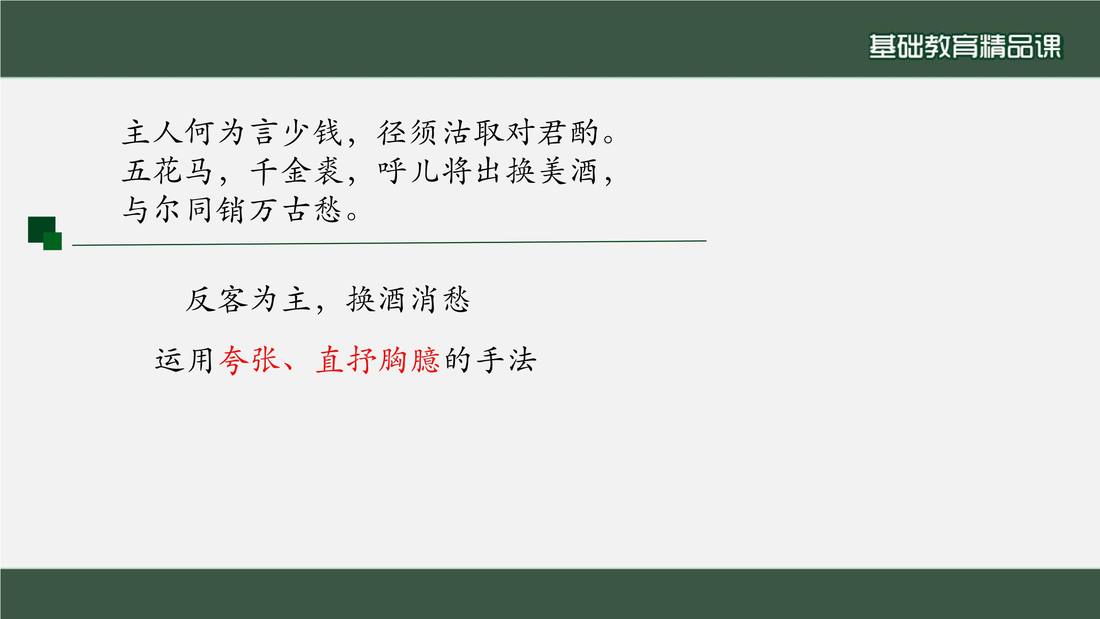 基础教育精品课
主人何为言少钱，径须沽取对君酌。
五花马，千金裘，呼儿将出换美酒，
与尔同销万古愁。
反客为主，换酒消愁
运用夸张、直抒胸臆的手法